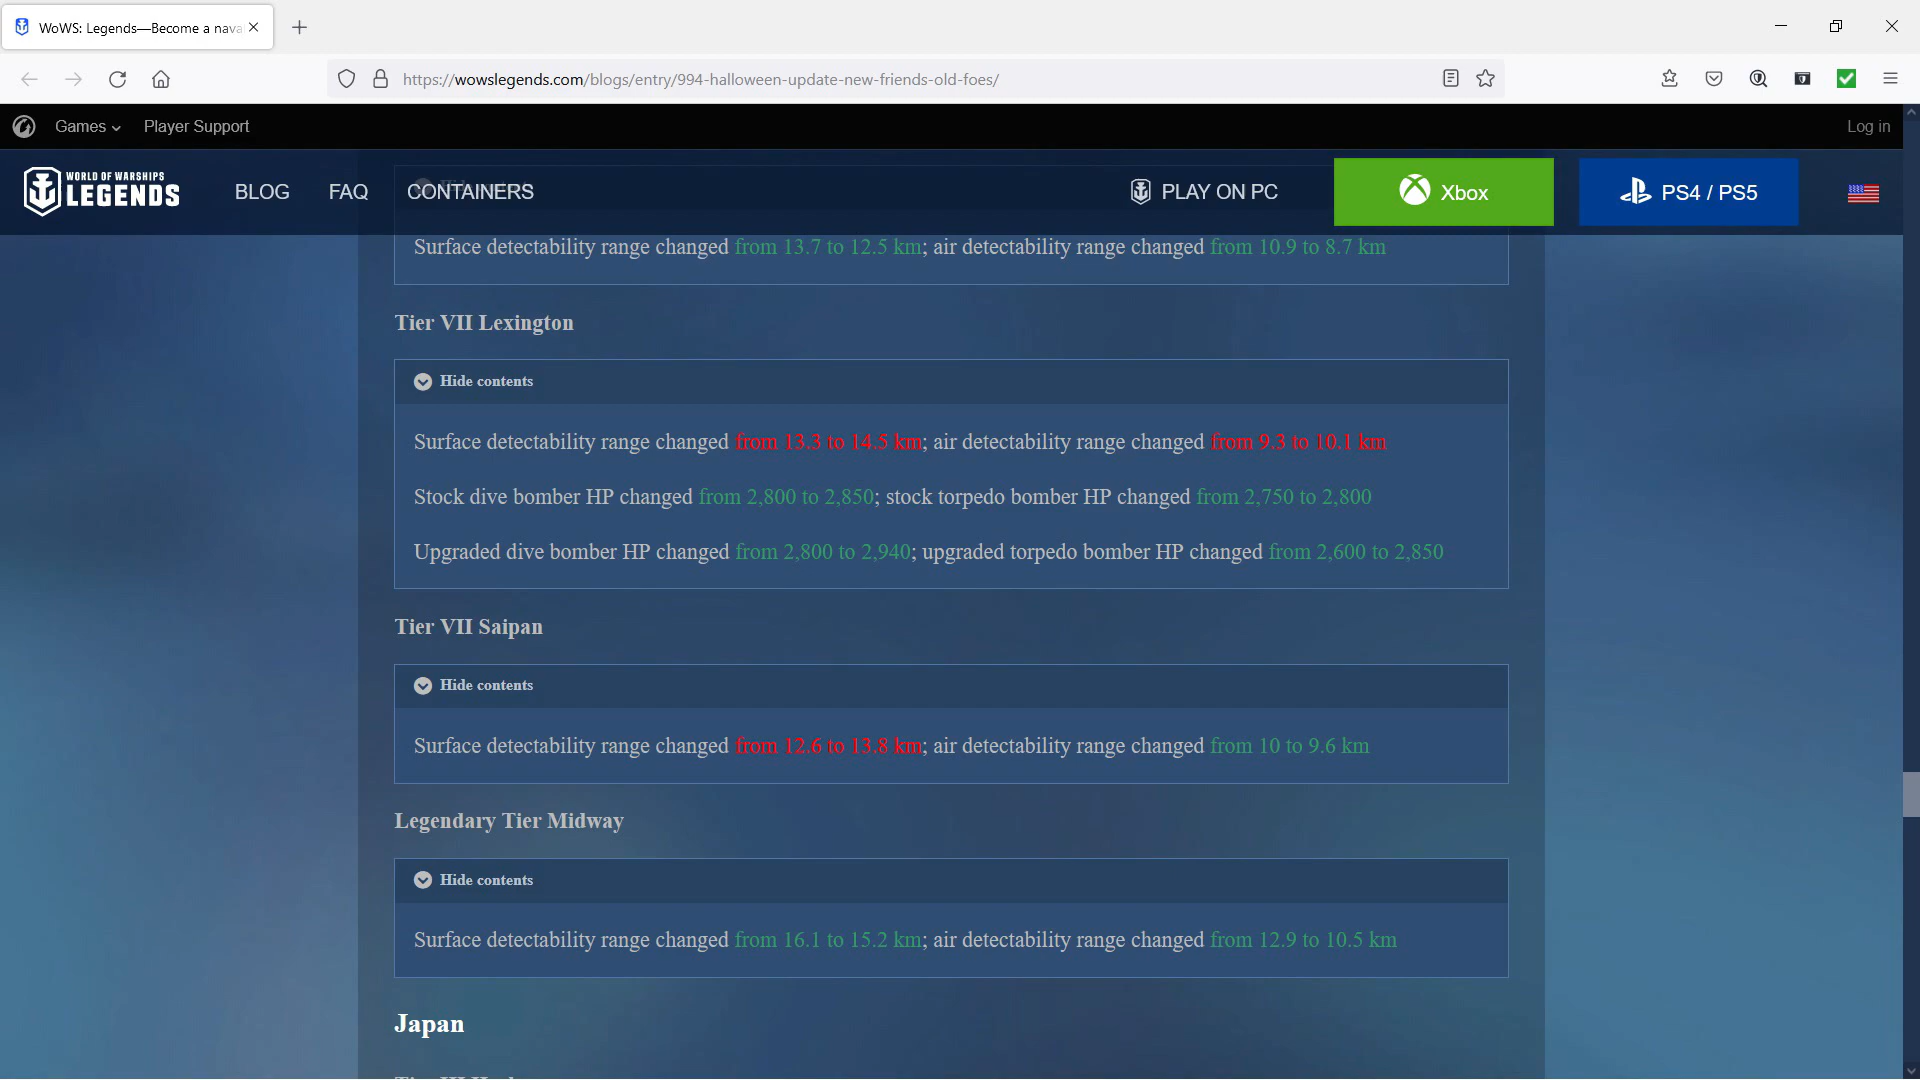 WoWS: Legends—Become a nava
https://wowslegends.com/blogs/entry/994-halloween-update-new-friends-old-foes/
Games Player Support Log in
WORLD OF WARSHIPS
LEGENDS
BLOG FAQ CONTAINERS PLAY ON PC Xbox PS4 / PS5
Surface detectability range changed from 13.7 to 12.5 km; air detectability range changed from 10.9 to 8.7 km
Tier VII Lexington
Hide contents
Surface detectability range changed from 13.3 to 14.5 km; air detectability range changed from 9.3 to 10.1 km
Stock dive bomber HP changed from 2,800 to 2,850; stock torpedo bomber HP changed from 2,750 to 2,800
Upgraded dive bomber HP changed from 2,800 to 2,940; upgraded torpedo bomber HP changed from 2,600 to 2,850
Tier VII Saipan
Hide contents
Surface detectability range changed from 12.6 to 13.8 km; air detectability range changed from 10 to 9.6 km
Legendary Tier Midway
Hide contents
Surface detectability range changed from 16.1 to 15.2 km; air detectability range changed from 12.9 to 10.5 km
Japan